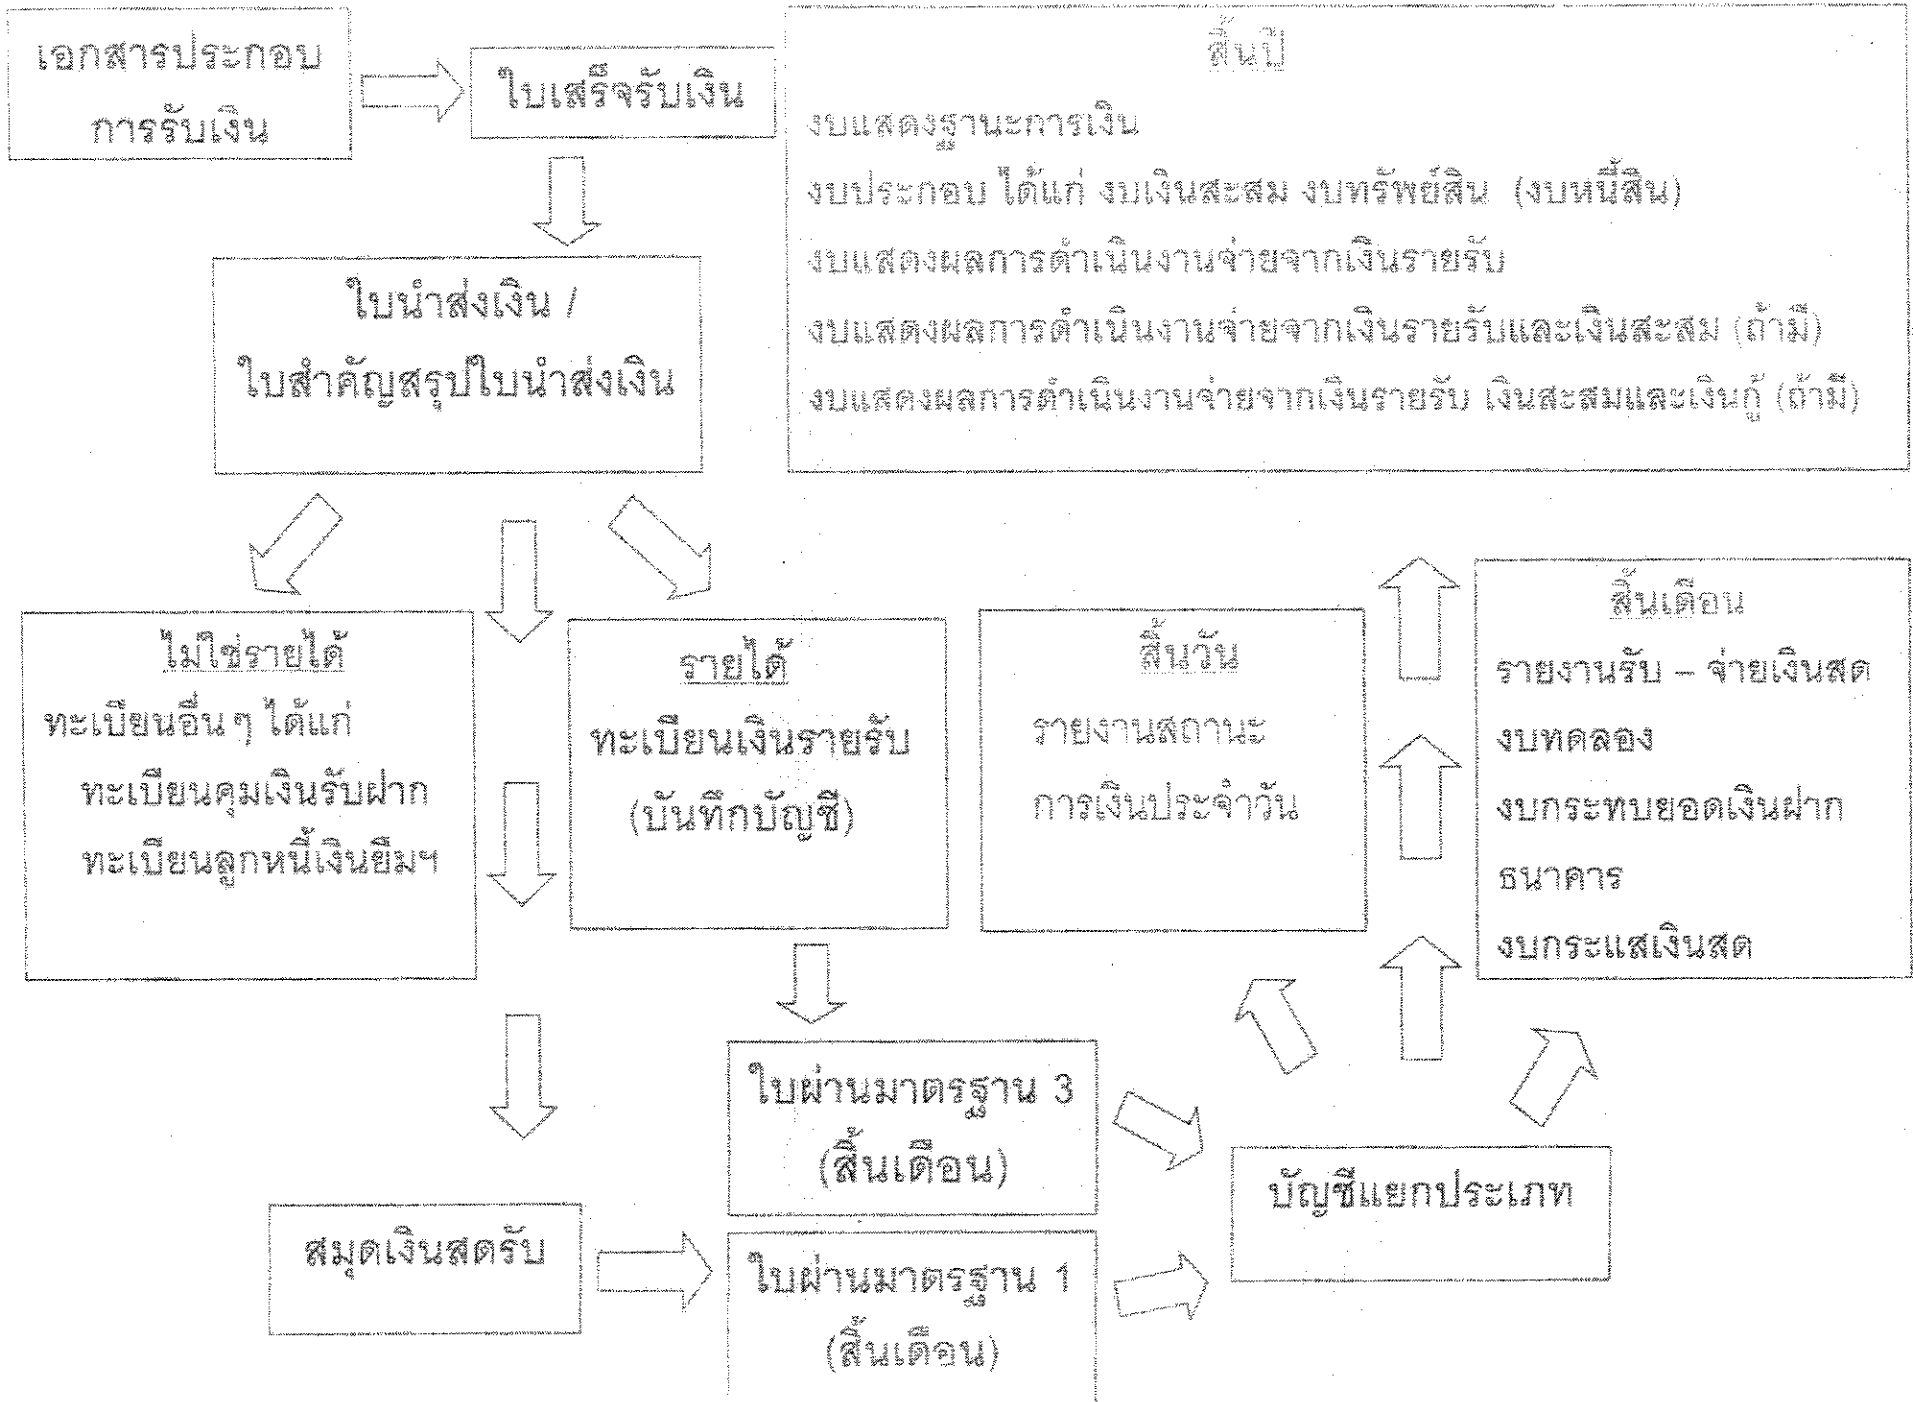 เอกสารประกอบ
การรับเงิน
ใบเสร็จรับเงิน
สิ้นปี
งบแสดงฐานะการเงิน
งบประกอบ ได้แก่ งบเงินสะสม งบทรัพย์สิน (งบหนี้สิน)
งบแสดงผลการดำเนินงานจ่ายจากเงินรายรับ
งบแสดงผลการดำเนินงานจ่ายจากเงินรายรับและเงินสะสม (ถ้ามี)
งบแสดงผลการดำเนินงานจ่ายจากเงินรายรับ เงินสะสมและเงินกู้ (ถ้ามี)
ใบนำส่งเงิน /
ใบสำคัญสรุปใบนำส่งเงิน
ไม่ใช่รายได้
ทะเบียนอื่นๆ ได้แก่
ทะเบียนคุมเงินรับฝาก
ทะเบียนลูกหนี้เงินยืมฯ
รายได้
ทะเบียนเงินรายรับ
(บันทึกบัญชี)
สิ้นวัน
รายงานสถานะ
การเงินประจำวัน
สิ้นเดือน
รายงานรับ – จ่ายเงินสด
งบทดลอง
งบกระทบยอดเงินฝาก
ธนาคาร
งบกระแสเงินสด
ใบผ่านมาตรฐาน 3
(สิ้นเดือน)
บัญชีแยกประเภท
สมุดเงินสดรับ
ใบผ่านมาตรฐาน 1
(สิ้นเดือน)